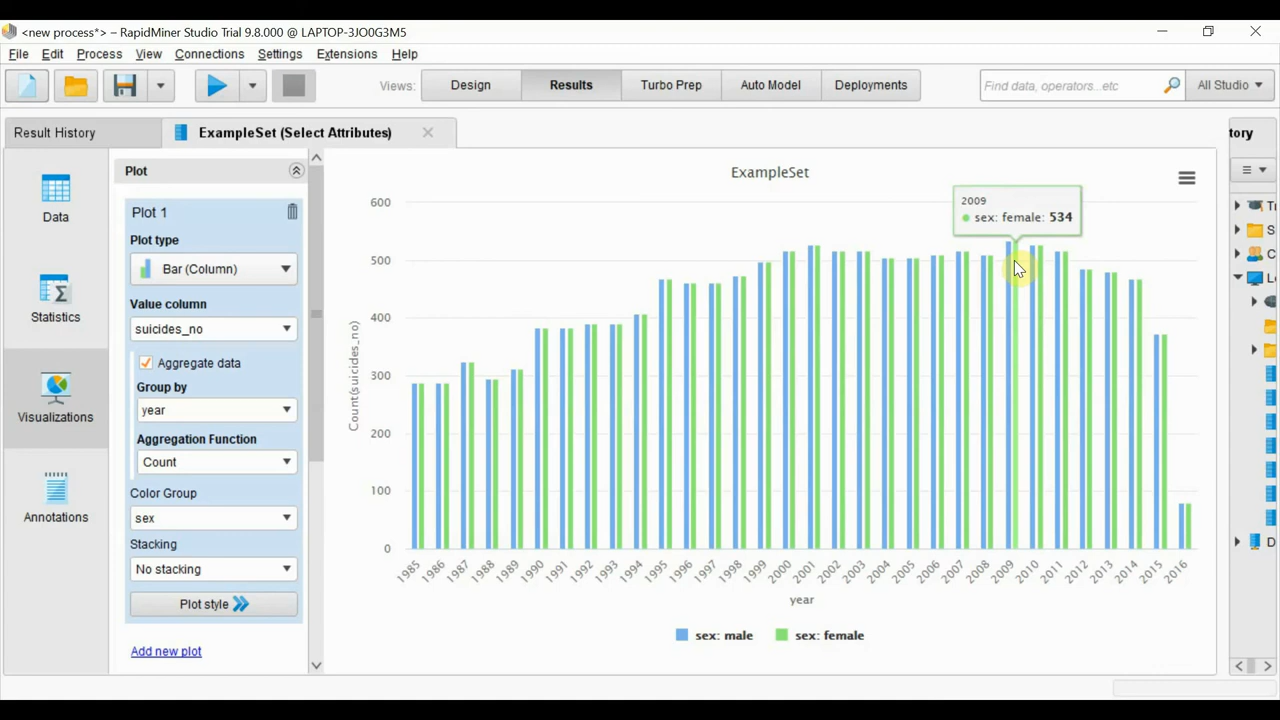 <new process*> – RapidMiner Studio Trial 9.8.000 @ LAPTOP-3JO0G3M5
File Edit Process View Connections Settings Extensions Help
Views: Design Results Turbo Prep Auto Model Deployments Find data, operators...etc All Studio
Result History ExampleSet (Select Attributes) tory
Data
Statistics
Visualizations
Annotations
Plot
Plot 1
Plot type
Bar (Column)
Value column
suicides_no
Aggregate data
Group by
year
Aggregation Function
Count
Color Group
sex
Stacking
No stacking
Plot style
Add new plot
ExampleSet
2009
sex: female: 534
Count(suicides_no)
600
500
400
300
200
100
0
1985 1986 1987 1988 1989 1990 1991 1992 1993 1994 1995 1996 1997 1998 1999 2000 2001 2002 2003 2004 2005 2006 2007 2008 2009 2010 2011 2012 2013 2014 2015 2016
year
sex: male sex: female
Tr
S
C
D